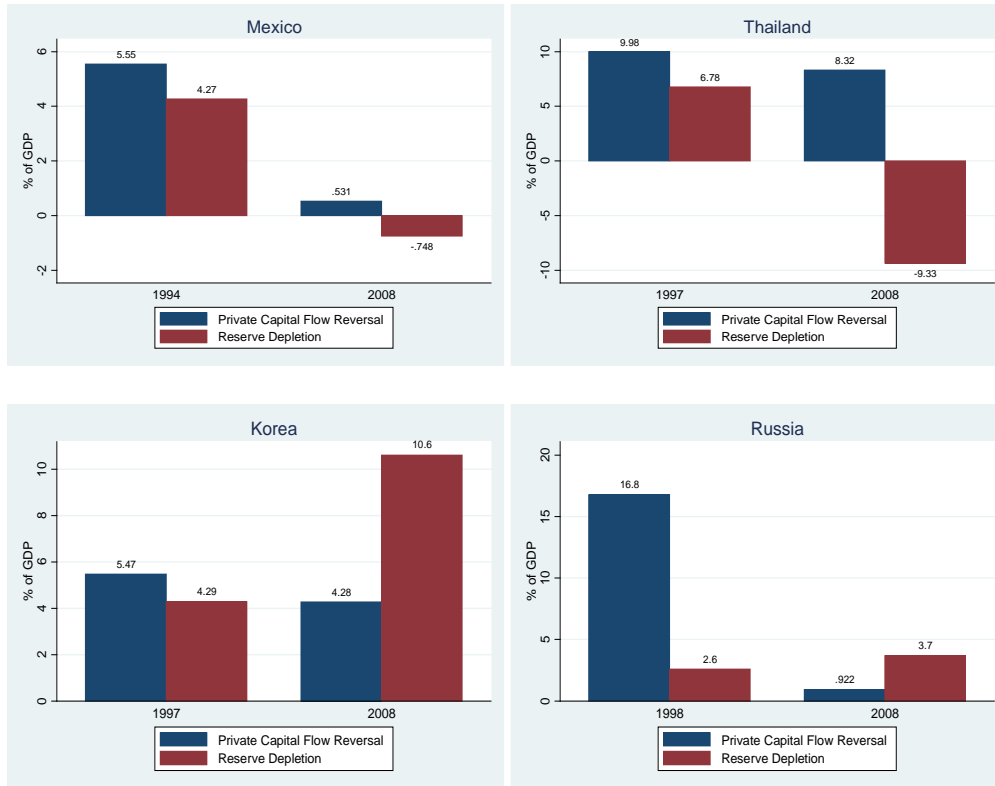 Mexico
5.55
4.27
.531
-.748
% of GDP
6
4
2
0
-2
1994
2008
Private Capital Flow Reversal
Reserve Depletion
Thailand
9.98
6.78
8.32
-9.33
% of GDP
10
5
0
-5
-10
1997
2008
Private Capital Flow Reversal
Reserve Depletion
Korea
5.47
4.29
4.28
10.6
% of GDP
10
8
6
4
2
0
1997
2008
Private Capital Flow Reversal
Reserve Depletion
Russia
16.8
2.6
.922
3.7
% of GDP
20
15
10
5
0
1998
2008
Private Capital Flow Reversal
Reserve Depletion